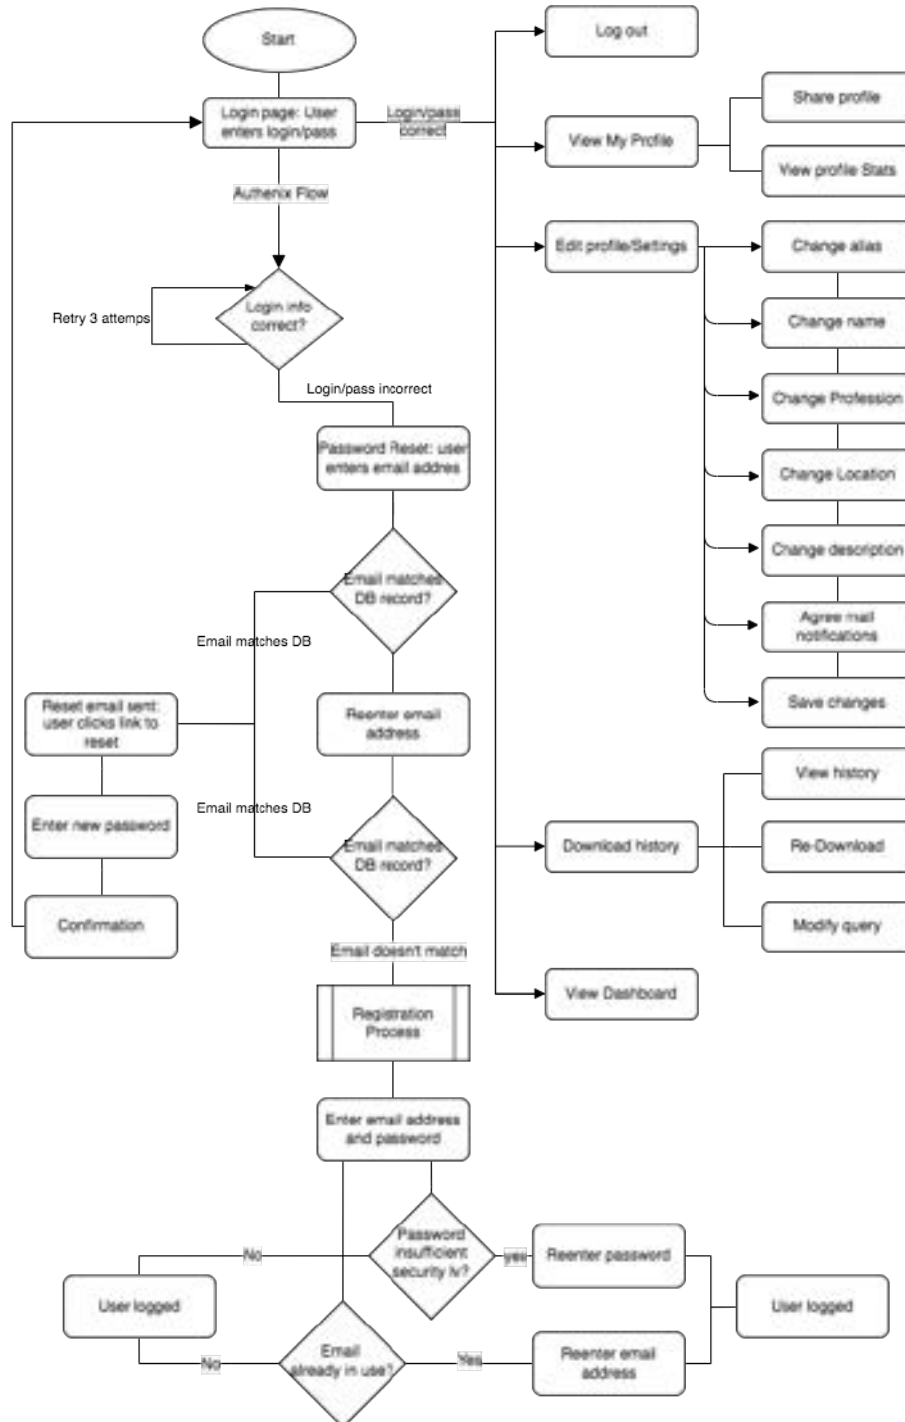 Start
Log out
Login page: User
enters login/pass
Login/pass
correct
Share profile
View My Profile
View profile Stats
Authenix Flow
Edit profile/Settings
Change alias
Login info
correct?
Retry 3 attemps
Change name
Login/pass incorrect
Change Profession
Password Reset: user
enters email addres
Change Location
Change description
Email matches
DB record?
Email matches DB
Agree mail
notifications
Reset email sent:
user clicks link to
reset
Reenter email
address
Save changes
View history
Email matches DB
Enter new password
Email matches
DB record?
Download history
Re-Download
Confirmation
Modify query
Email doesn't match
View Dashboard
Registration
Process
Enter email address
and password
Password
insufficient
security lv?
No
yes
Reenter password
User logged
User logged
Email
already in use?
No
Yes
Reenter email
address